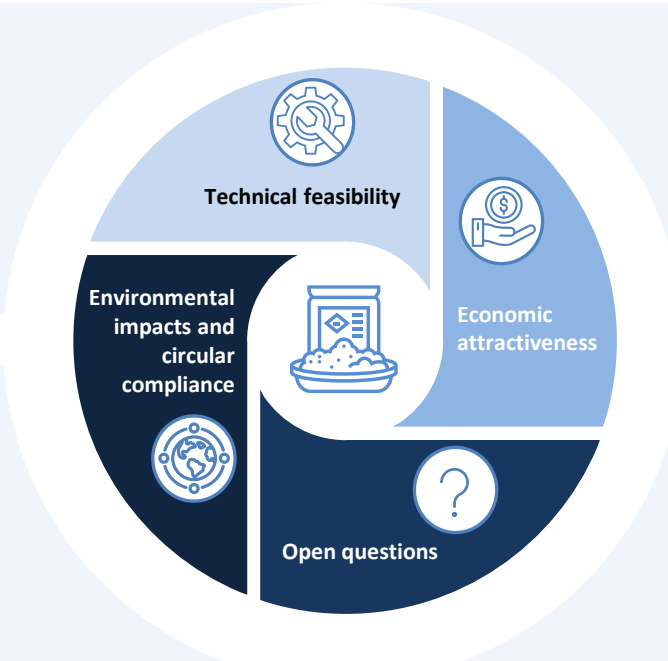 Technical feasibility
Economic
attractiveness
Environmental
impacts and
circular
compliance
Open questions